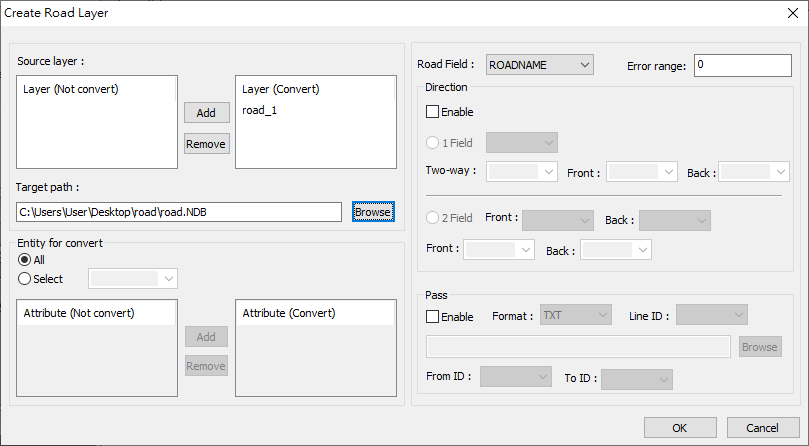 Create Road Layer
Source layer :
Layer (Not convert)
Layer (Convert)
road_1
Add
Remove
Target path :
C:\Users\User\Desktop\road\road.NDB
Browse
Entity for convert
All
Select
Attribute (Not convert)
Attribute (Convert)
Add
Remove
Road Field :
ROADNAME
Error range:
0
Direction
Enable
1 Field
Two-way :
Front :
Back :
2 Field
Front :
Back :
Front :
Back :
Pass
Enable
Format :
TXT
Line ID :
Browse
From ID :
To ID :
OK
Cancel